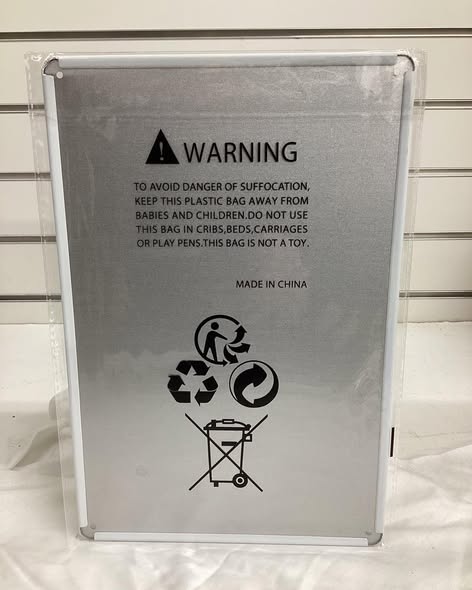 WARNING
TO AVOID DANGER OF SUFFOCATION,
KEEP THIS PLASTIC BAG AWAY FROM
BABIES AND CHILDREN.DO NOT USE
THIS BAG IN CRIBS,BEDS,CARRIAGES
OR PLAY PENS.THIS BAG IS NOT A TOY.
MADE IN CHINA